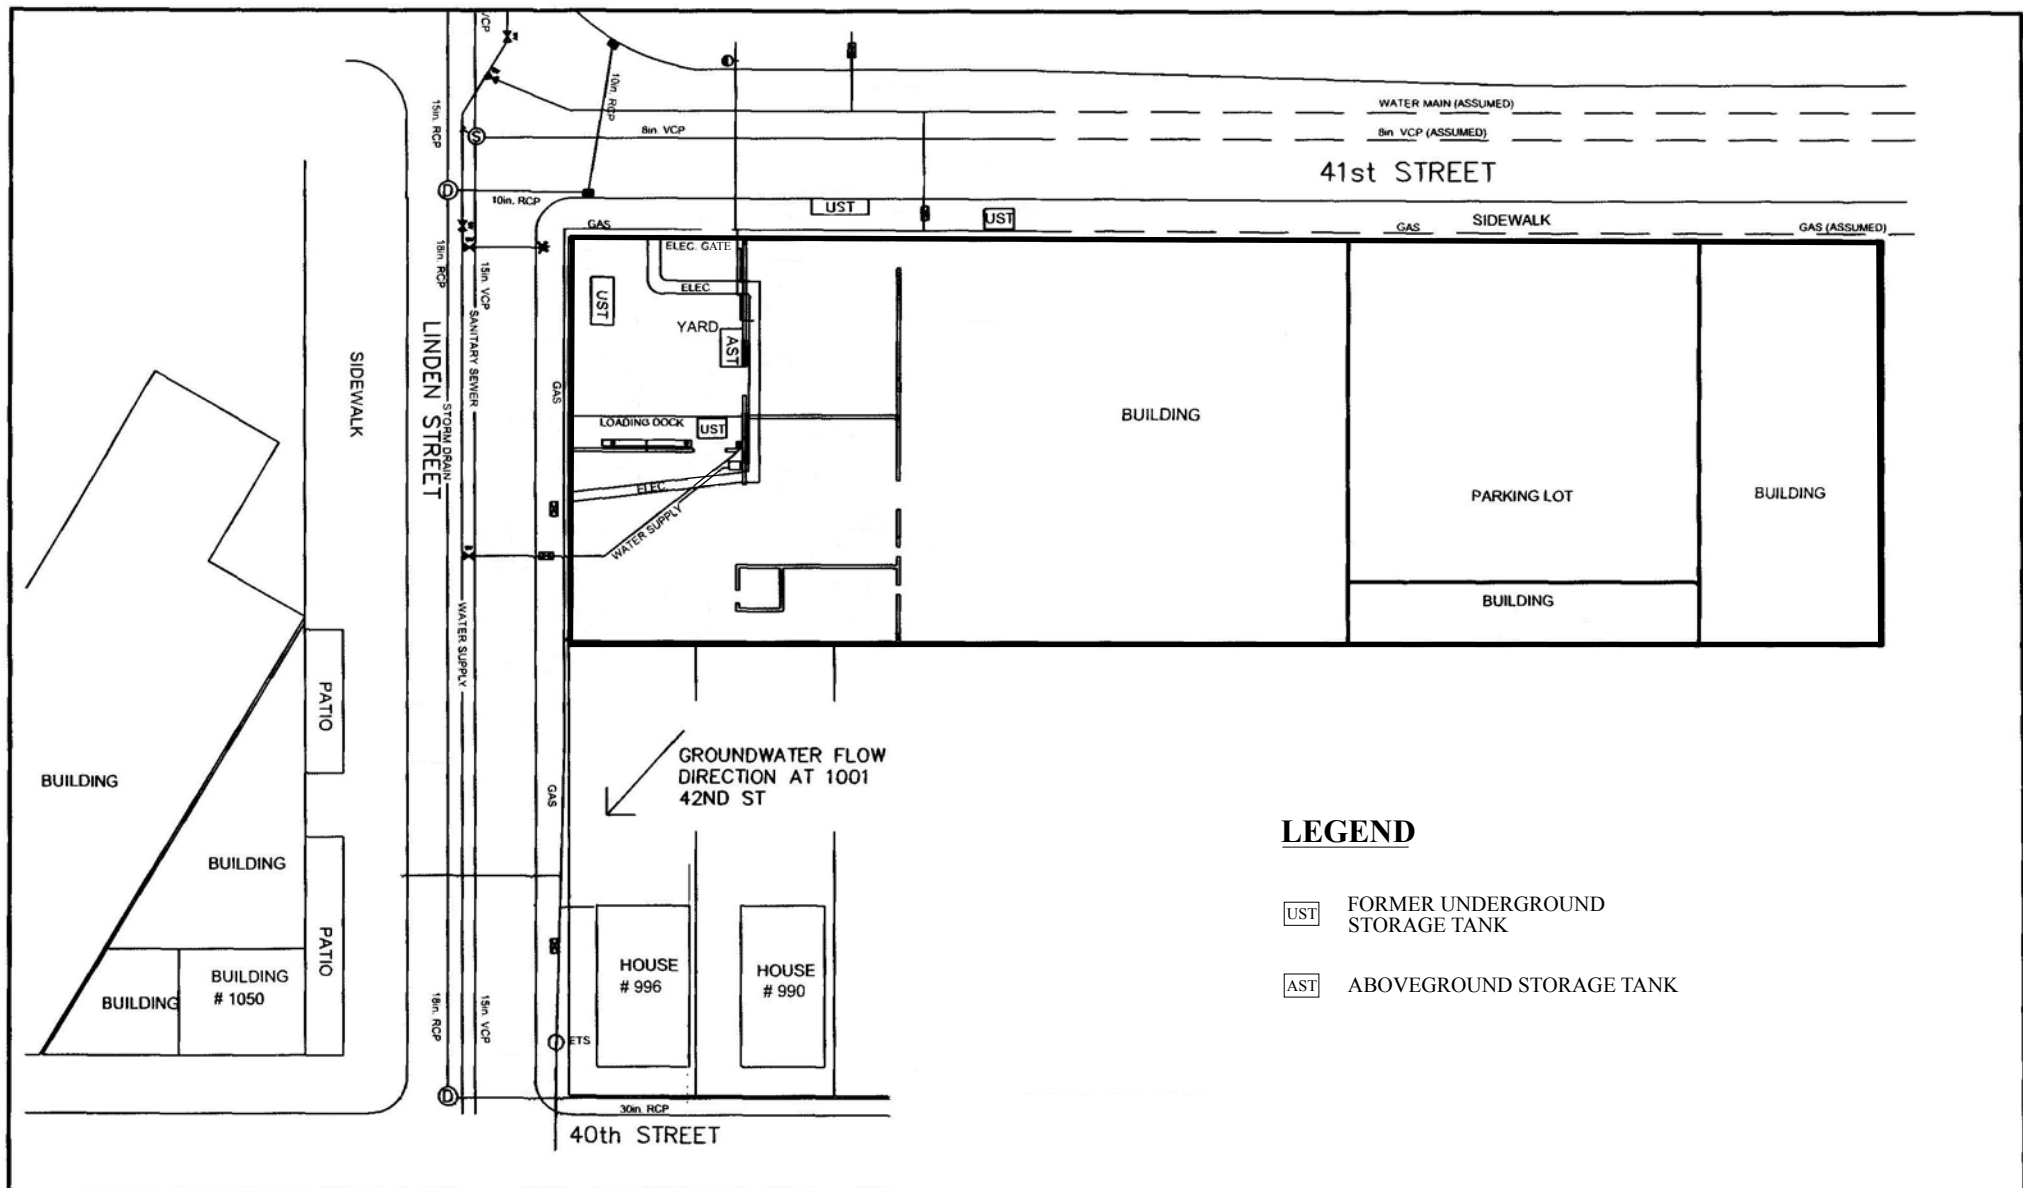 VCP
15in. RCP
10in. RCP
WATER MAIN (ASSUMED)
8in. VCP
8in VCP (ASSUMED)
S
41st STREET
D
10in. RCP
UST
UST
SIDEWALK
GAS
GAS
GAS (ASSUMED)
18in. RCP
15in. VCP
ELEC. GATE
ELEC
UST
YARD
AST
SANITARY SEWER
LINDEN STREET
SIDEWALK
GAS
STORM DRAIN
LOADING DOCK
UST
BUILDING
ELEC.
WATER SUPPLY
PARKING LOT
BUILDING
BUILDING
WATER SUPPLY
PATIO
GROUNDWATER FLOW
DIRECTION AT 1001
42ND ST
BUILDING
GAS
LEGEND
BUILDING
UST
FORMER UNDERGROUND
STORAGE TANK
PATIO
HOUSE
# 996
HOUSE
# 990
AST
ABOVEGROUND STORAGE TANK
BUILDING
BUILDING
# 1050
18in. RCP
15in. VCP
ETS
D
30in. RCP
40th STREET